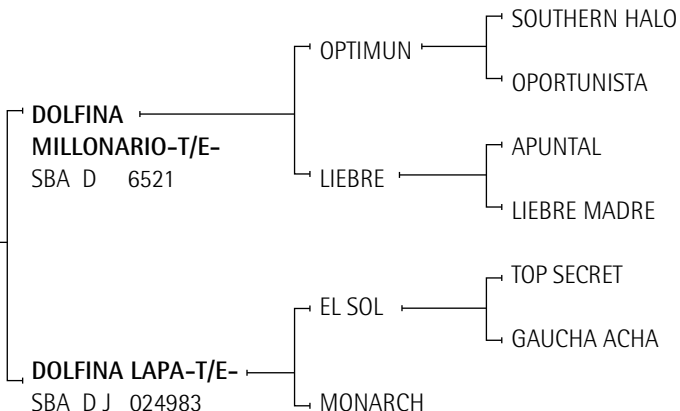 SOUTHERN HALO
OPTIMUN
OPORTUNISTA
DOLFINA
MILLONARIO-T/E-
SBA D 6521
APUNTAL
LIEBRE
LIEBRE MADRE
TOP SECRET
EL SOL
GAUCHA ACHA
DOLFINA LAPA-T/E-
SBA D J 024983
MONARCH